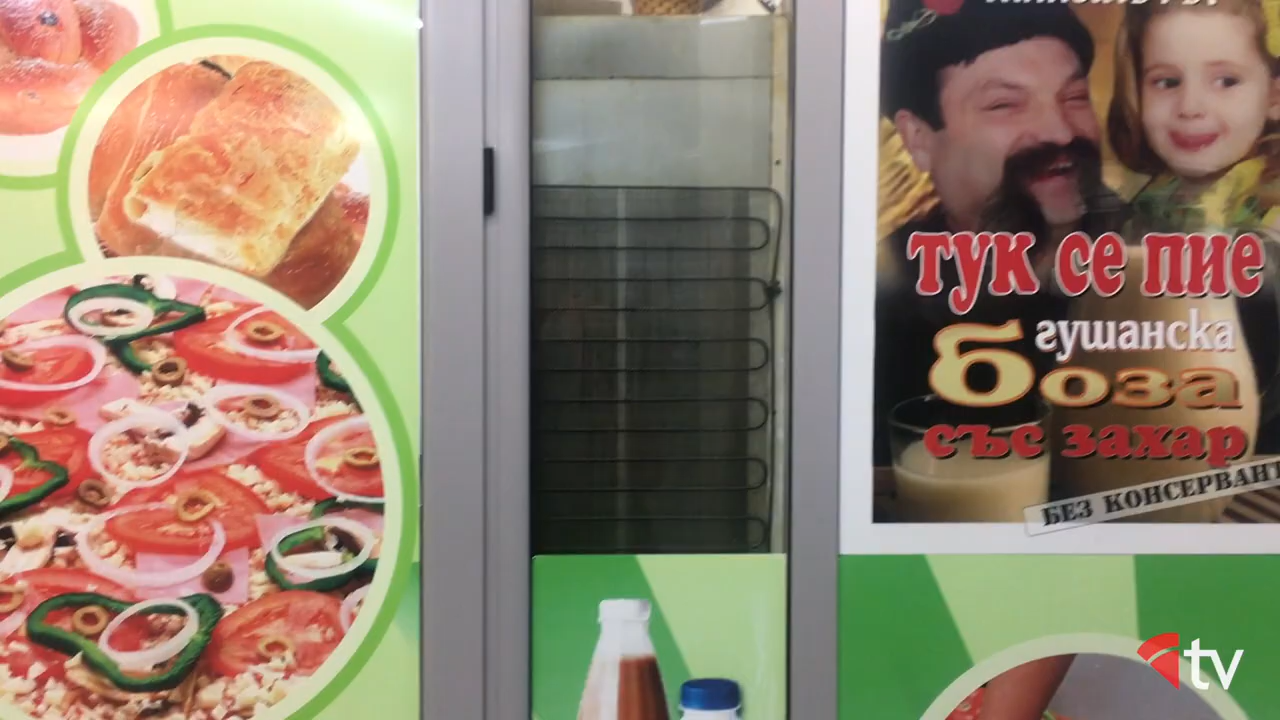 тук се пие
гушанска
боза
със захар
БЕЗ КОНСЕРВАНТ
tv